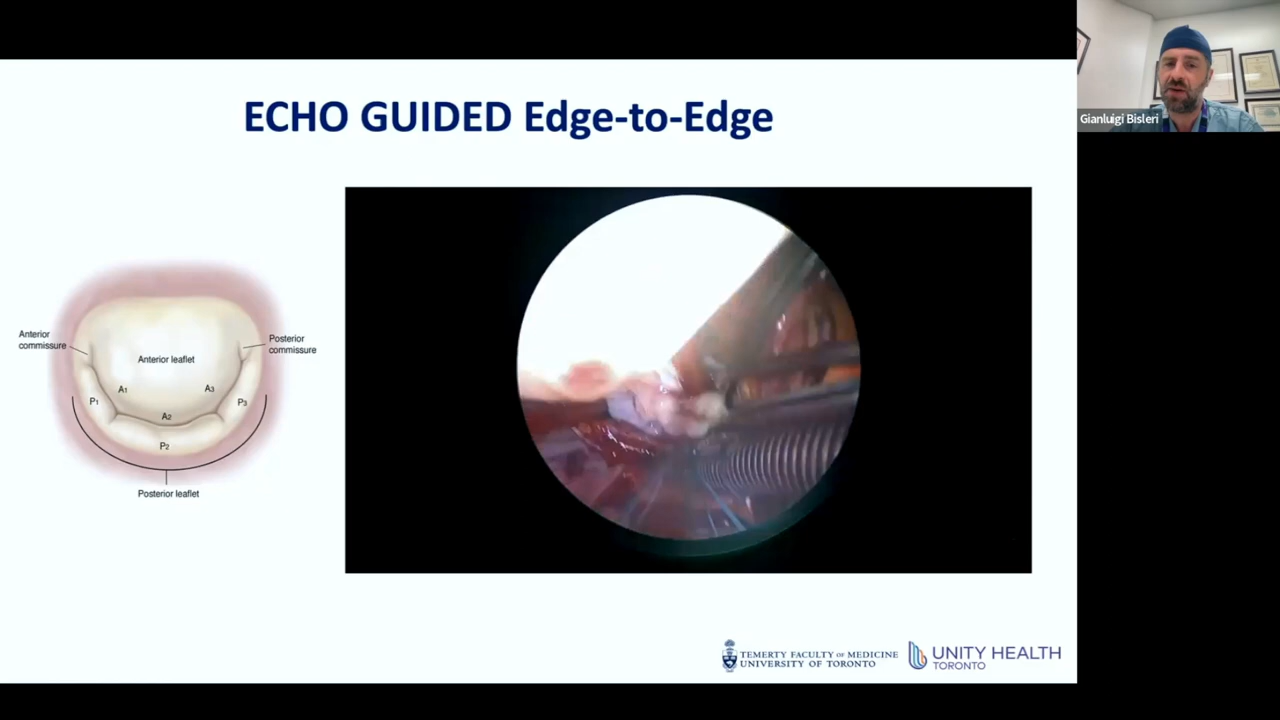 ECHO GUIDED Edge-to-Edge
Gianluigi Bisleri
Anterior
commissure
Posterior
commissure
Anterior leaflet
A1
A3
P1
P3
A2
P2
Posterior leaflet
TEMERTY FACULTY OF MEDICINE
UNIVERSITY OF TORONTO
UNITY HEALTH
TORONTO